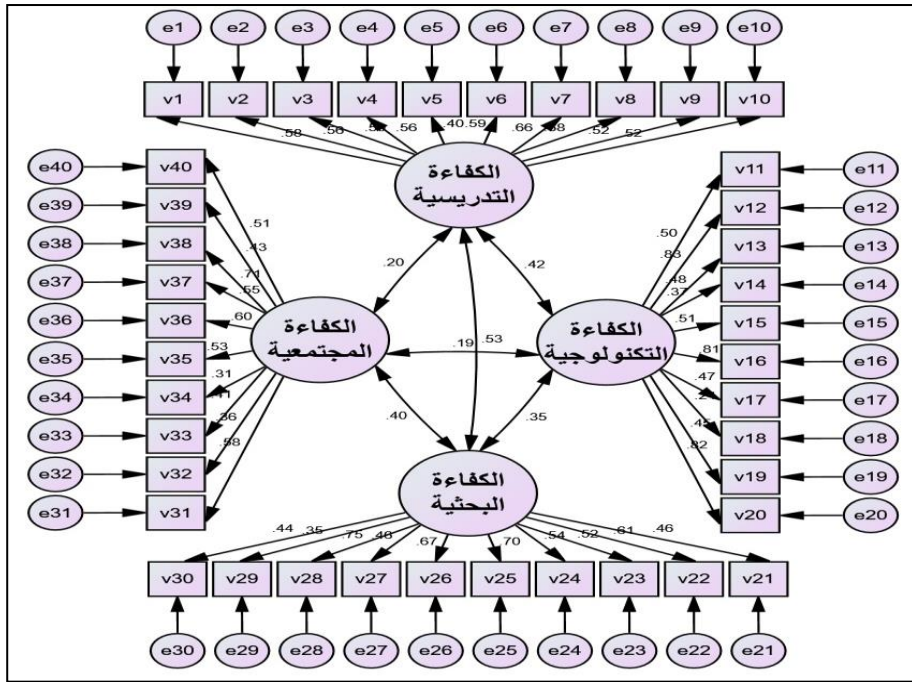 e1 e2 e3 e4 e5 e6 e7 e8 e9 e10
v1 v2 v3 v4 v5 v6 v7 v8 v9 v10
.58 .56 .56 .40 .59 .66 .52 .52
الكفاءة
التدريسية
e40 v40
e39 v39
e38 v38
e37 v37
e36 v36
e35 v35
e34 v34
e33 v33
e32 v32
e31 v31
.51
.43
.71
.55
.60
.53
.31
.36
.58
الكفاءة
المجتمعية
.20 .42
.19 .53
.40 .35
الكفاءة
التكنولوجية
.50
.83
.48
.37
.51
.81
.47
.45
.82
v11 e11
v12 e12
v13 e13
v14 e14
v15 e15
v16 e16
v17 e17
v18 e18
v19 e19
v20 e20
الكفاءة
البحثية
.44 .35 .75 .67 .70 .54 .52 .61 .46
v30 v29 v28 v27 v26 v25 v24 v23 v22 v21
e30 e29 e28 e27 e26 e25 e24 e23 e22 e21